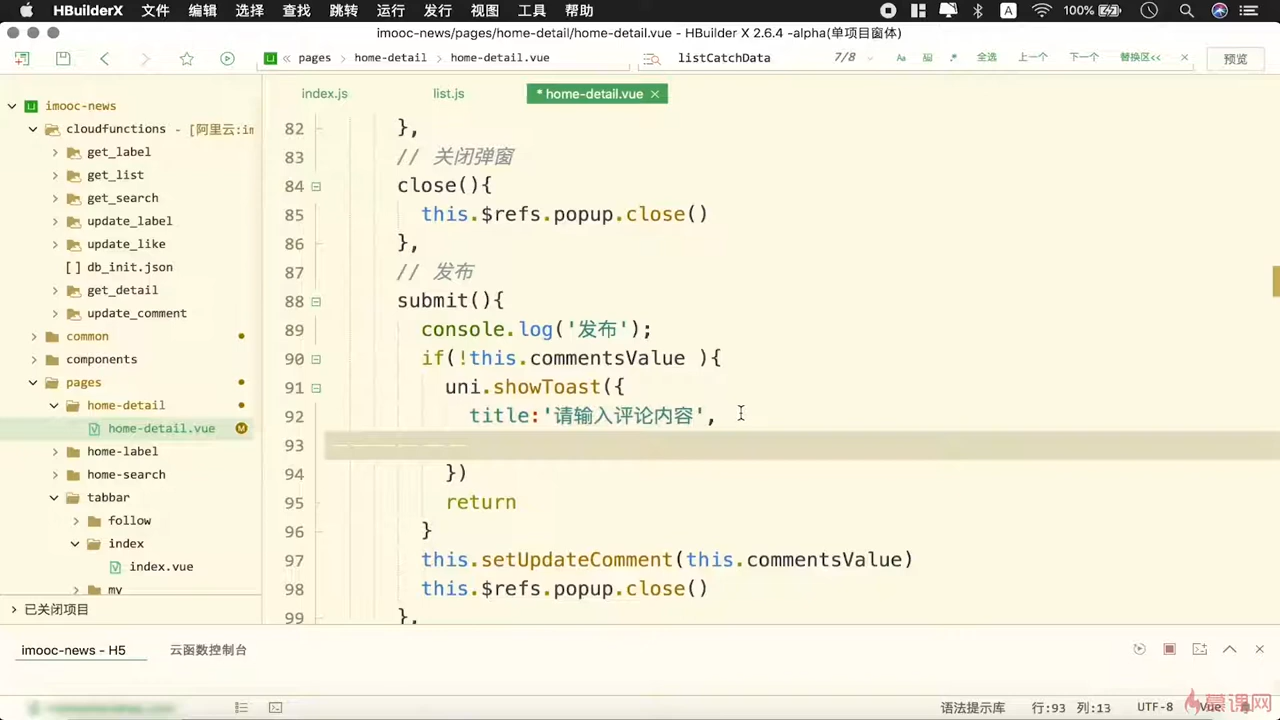 HBuilderX 文件 编辑 选择 查找 跳转 运行 发行 视图 工具 帮助 A 100%
imooc-news/pages/home-detail/home-detail.vue - HBuilder X 2.6.4 -alpha(单项目窗体)
« pages › home-detail › home-detail.vue listCatchData 7/8 Aa abl .* 全选 上一个 下一个 替换区<< × 预览
index.js list.js * home-detail.vue ×
imooc-news
cloudfunctions - [阿里云:im
get_label
get_list
get_search
update_label
update_like
[ ] db_init.json
get_detail
update_comment
common
components
pages
home-detail
home-detail.vue M
home-label
home-search
tabbar
follow
index
index.vue
my
已关闭项目
82 },
83 // 关闭弹窗
84 close(){
85 this.$refs.popup.close()
86 },
87 // 发布
88 submit(){
89 console.log('发布');
90 if(!this.commentsValue ){
91 uni.showToast({
92 title:'请输入评论内容',
93
94 })
95 return
96 }
97 this.setUpdateComment(this.commentsValue)
98 this.$refs.popup.close()
99 },
imooc-news - H5 云函数控制台
语法提示库 行:93 列:13 UTF-8 Vue
慕课网